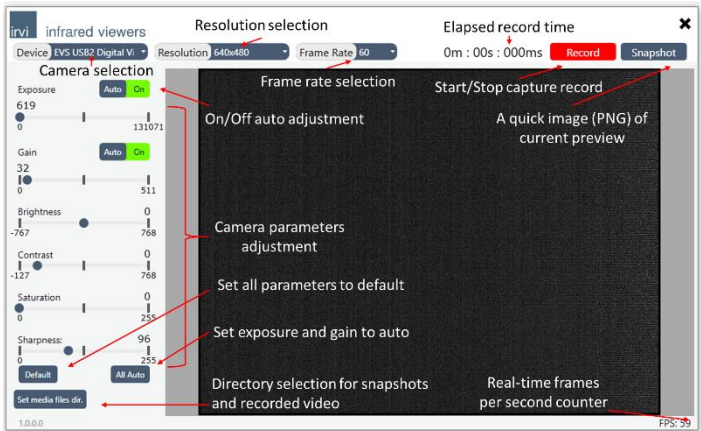 irvi infrared viewers
Resolution selection
Elapsed record time
Device EVS USB2 Digital Vi
Resolution 640x480
Frame Rate 60
0m : 00s : 000ms
Record
Snapshot
Camera selection
Frame rate selection
Start/Stop capture record
Exposure
Auto On
619
0 131071
On/Off auto adjustment
A quick image (PNG) of
current preview
Gain
Auto On
32
0 511
Brightness 0
-767 768
Camera parameters
adjustment
Contrast 0
-127 768
Set all parameters to default
Saturation 0
0 255
Set exposure and gain to auto
Sharpness: 96
0 255
Default
All Auto
Directory selection for snapshots
and recorded video
Real-time frames
per second counter
Set media files dir.
1.0.0.0
FPS: 59